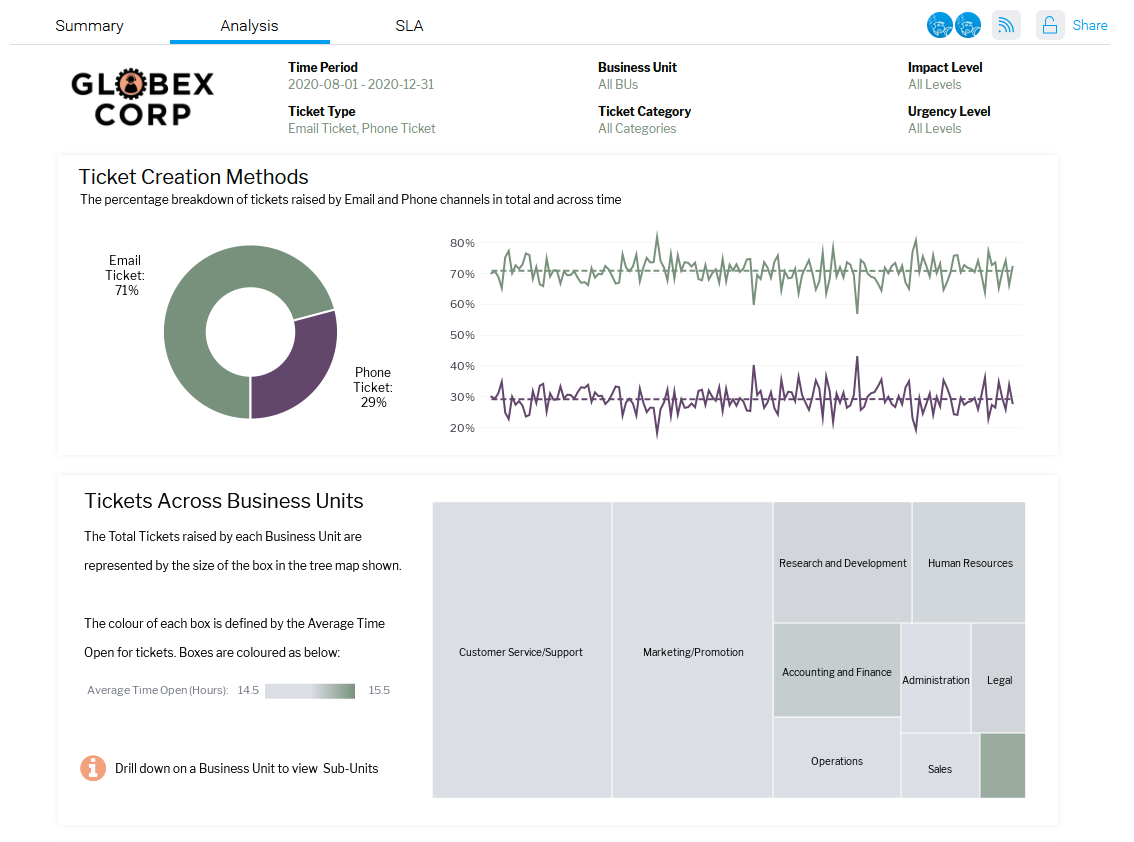 Summary
Analysis
SLA
Share
GLOBEX
CORP
Time Period
2020-08-01 - 2020-12-31
Business Unit
All BUs
Impact Level
All Levels
Ticket Type
Email Ticket, Phone Ticket
Ticket Category
All Categories
Urgency Level
All Levels
Ticket Creation Methods
The percentage breakdown of tickets raised by Email and Phone channels in total and across time
Email
Ticket:
71%
Phone
Ticket:
29%
80%
70%
60%
50%
40%
30%
20%
Tickets Across Business Units
The Total Tickets raised by each Business Unit are
represented by the size of the box in the tree map shown.
The colour of each box is defined by the Average Time
Open for tickets. Boxes are coloured as below:
Average Time Open (Hours): 14.5 15.5
Drill down on a Business Unit to view Sub-Units
Customer Service/Support
Marketing/Promotion
Research and Development
Human Resources
Accounting and Finance
Administration
Legal
Operations
Sales